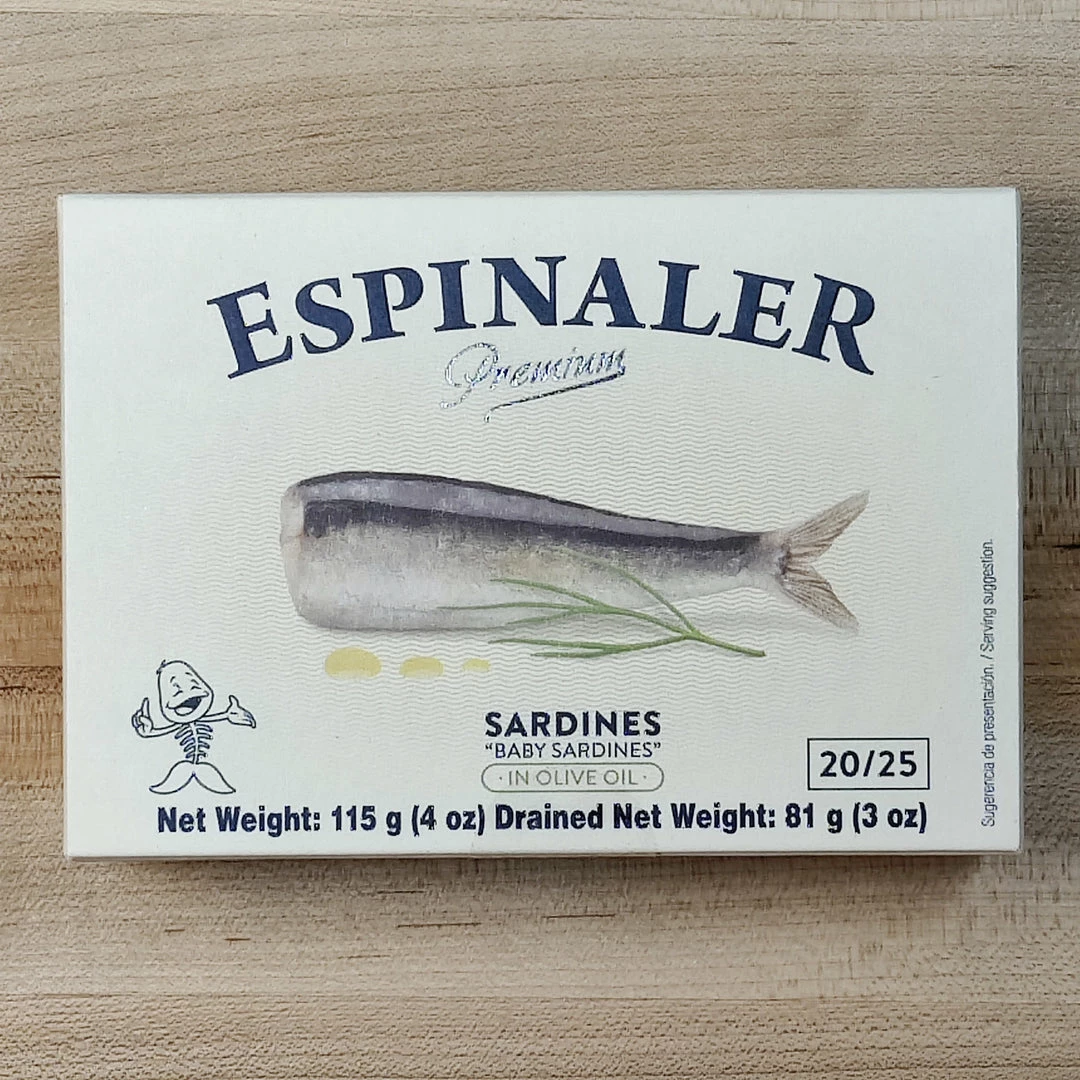 ESPINALER
Premium
SARDINES
"BABY SARDINES"
· IN OLIVE OIL ·
20/25
Net Weight: 115 g (4 oz) Drained Net Weight: 81 g (3 oz)
Sugerencia de presentación. / Serving suggestion.